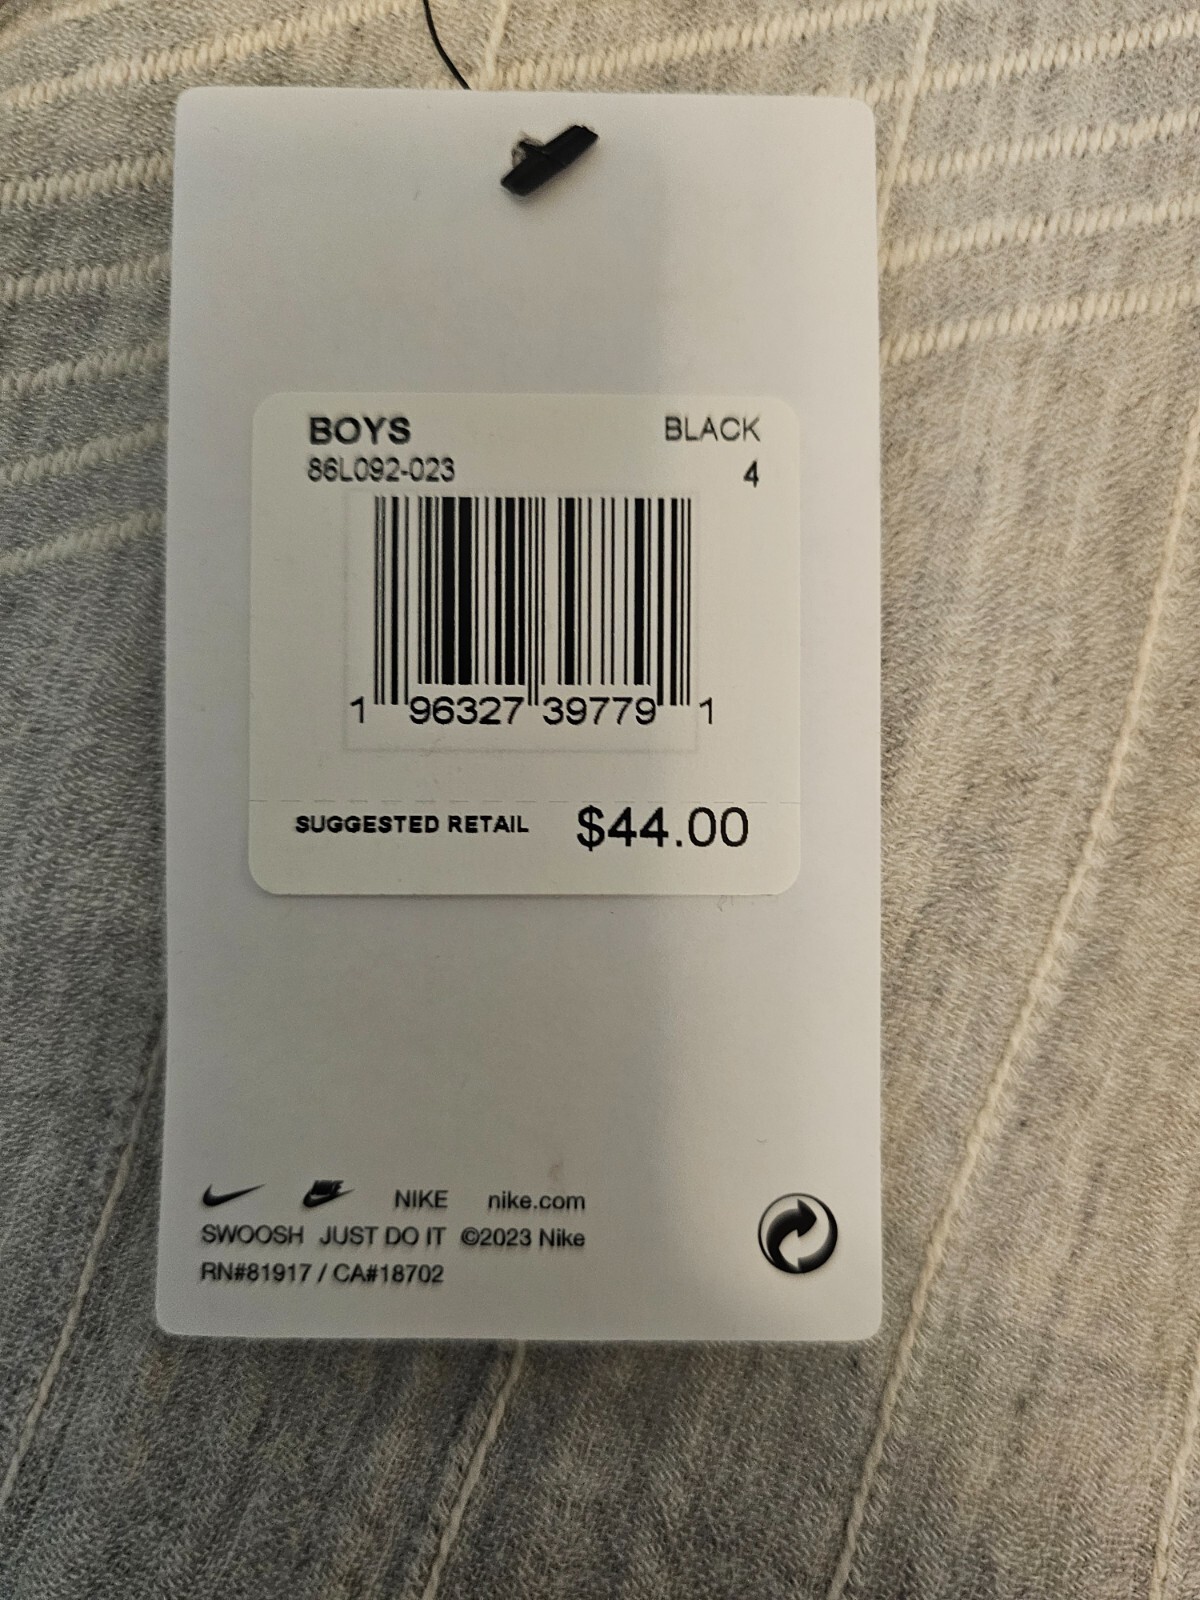 BOYS BLACK
86L092-023 4
1 96327 39779 1
SUGGESTED RETAIL $44.00
NIKE NIKE nike.com
SWOOSH JUST DO IT ©2023 Nike
RN#81917 / CA#18702